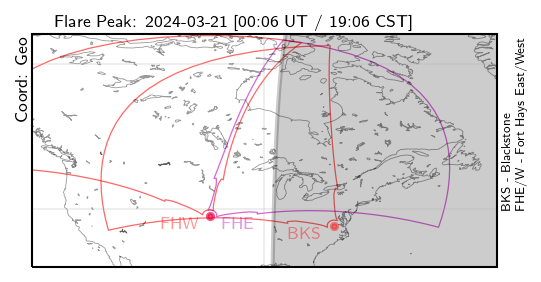 Flare Peak: 2024-03-21 [00:06 UT / 19:06 CST]
Coord: Geo
FHW
FHE
BKS
BKS - Blackstone
FHE/W - Fort Hays East/West